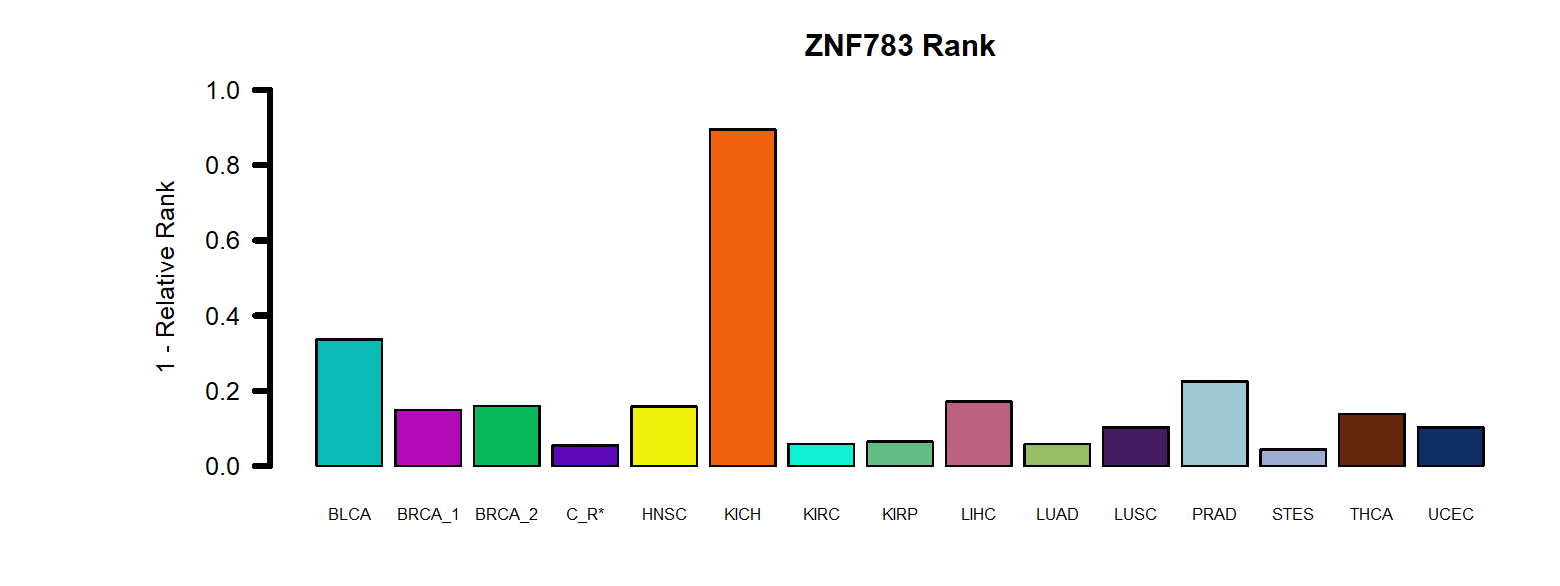 ZNF783 Rank
1 - Relative Rank
1.0
0.8
0.6
0.4
0.2
0.0
BLCA BRCA_1 BRCA_2 C_R* HNSC KICH KIRC KIRP LIHC LUAD LUSC PRAD STES THCA UCEC